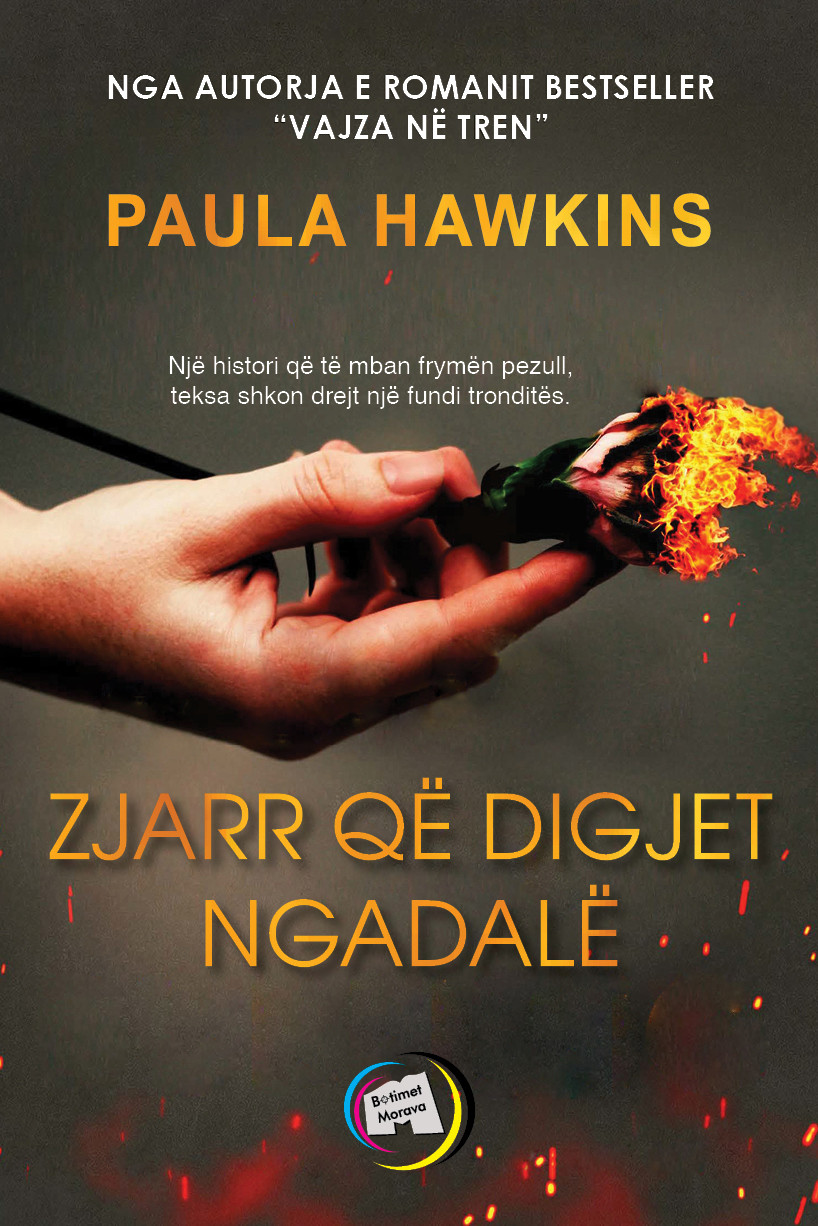 NGA AUTORJA E ROMANIT BESTSELLER
“VAJZA NË TREN”
PAULA HAWKINS
Një histori që të mban frymën pezull,
teksa shkon drejt një fundi tronditës.
ZJARR QË DIGJET
NGADALË
Botimet
Morava